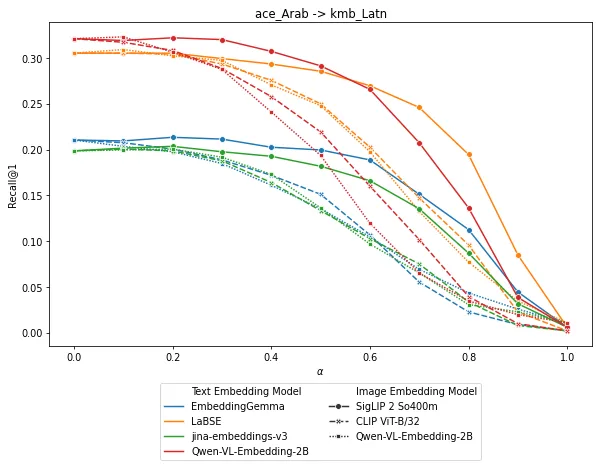 ace_Arab -> kmb_Latn
Recall@1
0.30
0.25
0.20
0.15
0.10
0.05
0.00
0.0 0.2 0.4 0.6 0.8 1.0
α
Text Embedding Model
EmbeddingGemma
LaBSE
jina-embeddings-v3
Qwen-VL-Embedding-2B
Image Embedding Model
SigLIP 2 So400m
CLIP ViT-B/32
Qwen-VL-Embedding-2B